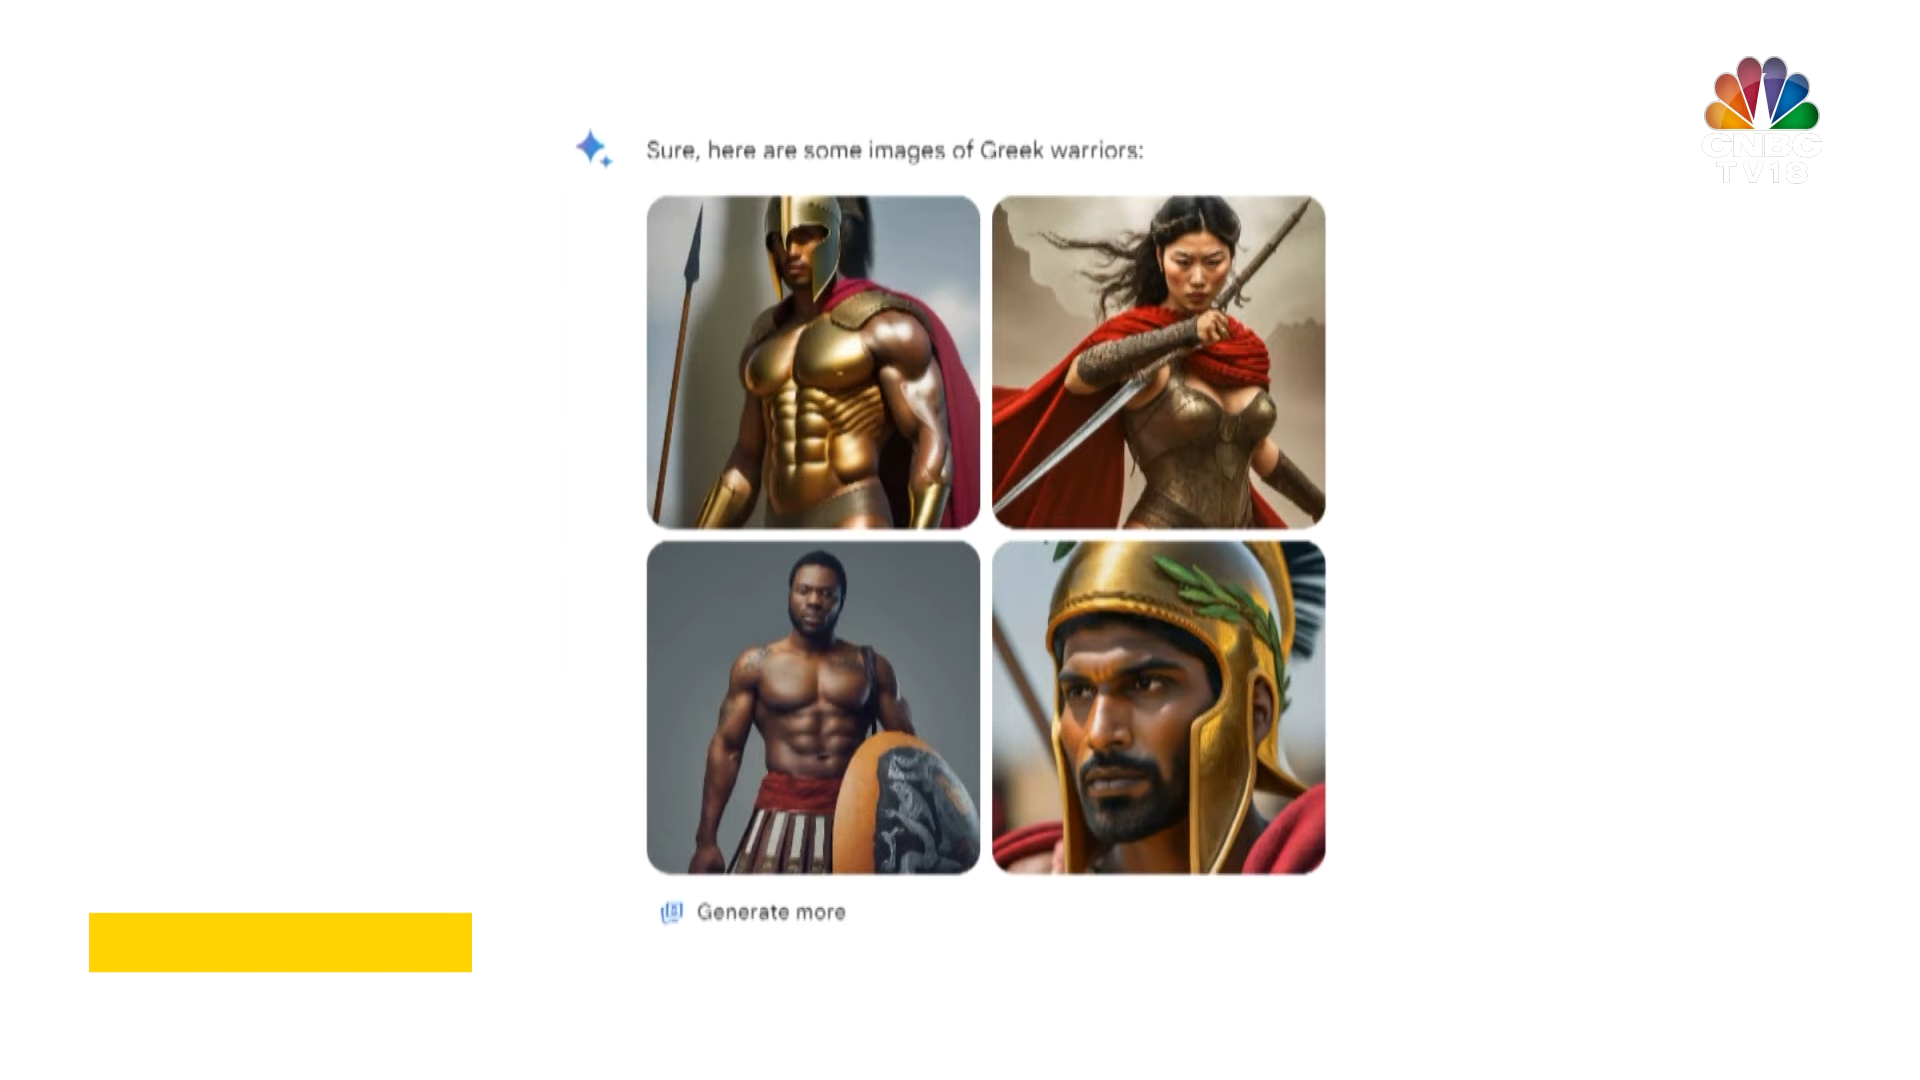 Sure, here are some images of Greek warriors:
CNBC
TV18
Generate more